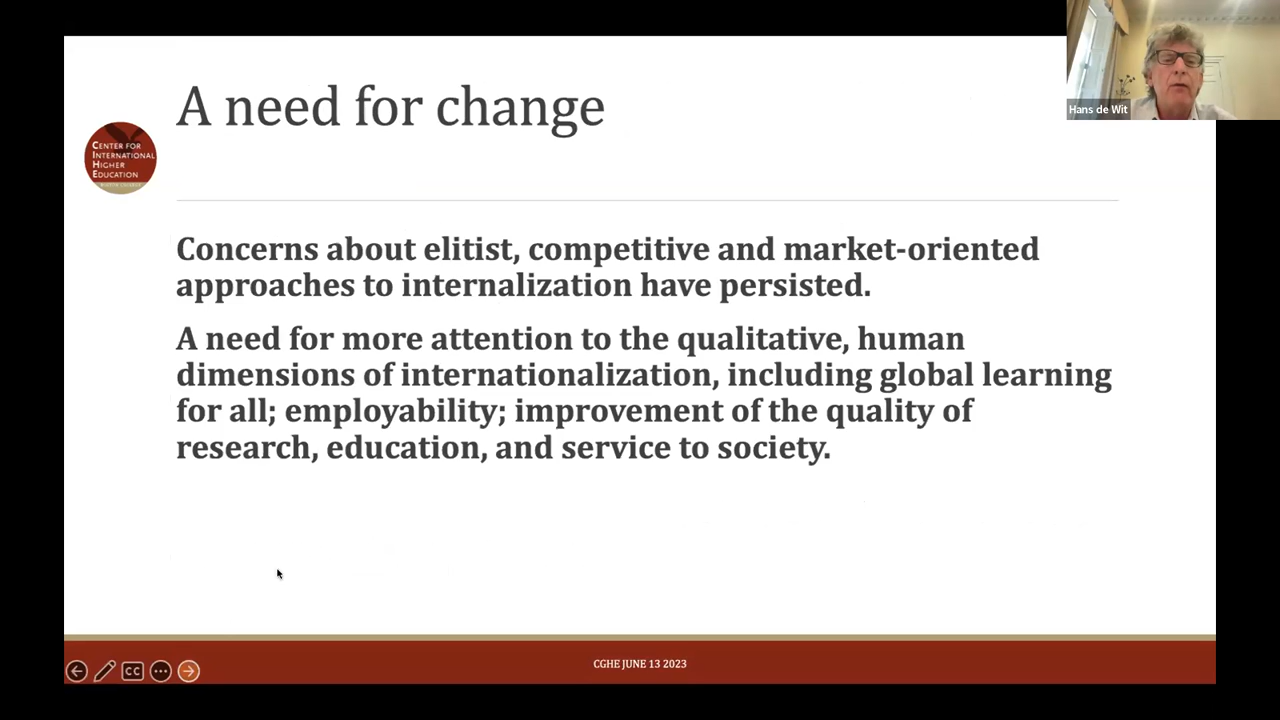 A need for change
Hans de Wit
CENTER FOR
INTERNATIONAL
HIGHER
EDUCATION
Concerns about elitist, competitive and market-oriented
approaches to internalization have persisted.
A need for more attention to the qualitative, human
dimensions of internationalization, including global learning
for all; employability; improvement of the quality of
research, education, and service to society.
CC
CGHE JUNE 13 2023